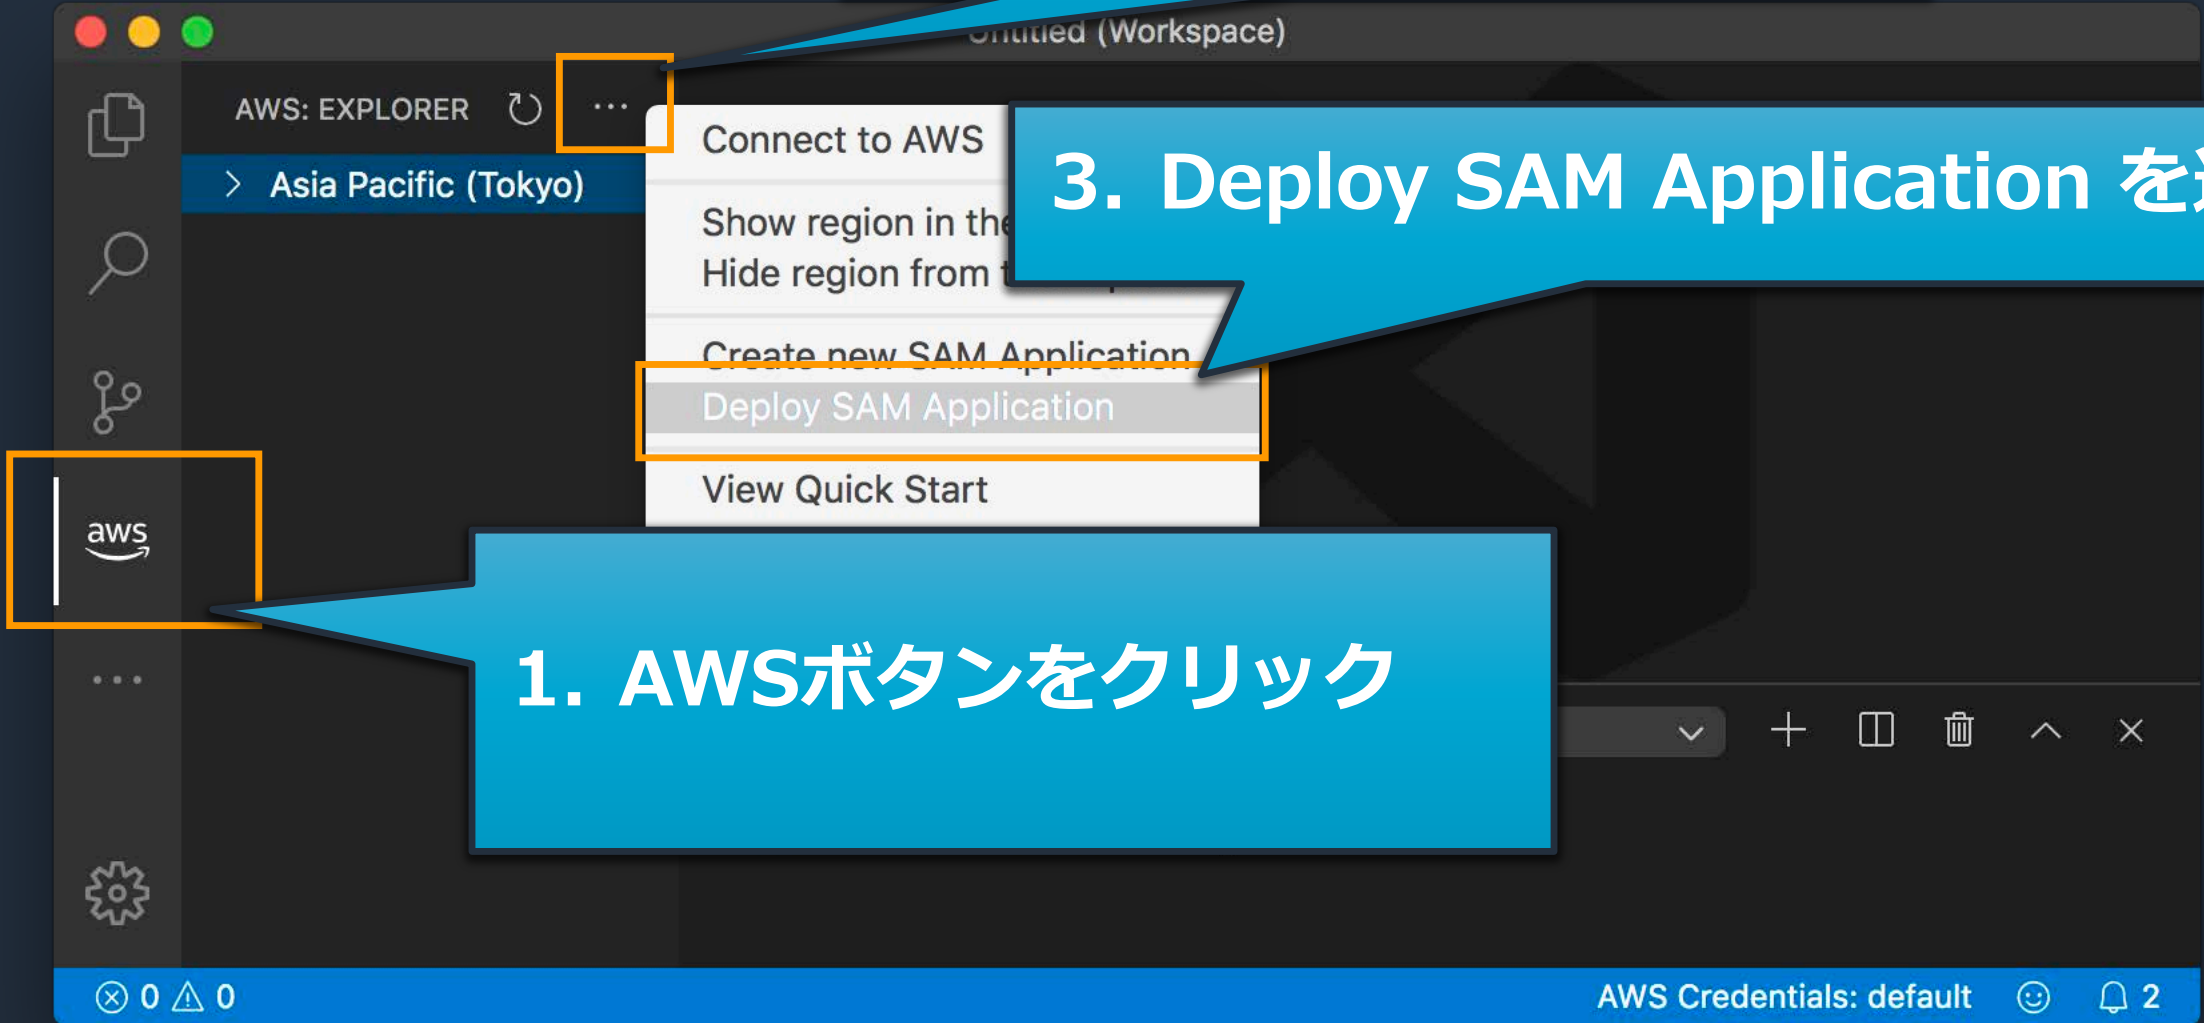 Untitled (Workspace)
AWS: EXPLORER
Asia Pacific (Tokyo)
Connect to AWS
Show region in the
Hide region from
Create new SAM Application
Deploy SAM Application
View Quick Start
3. Deploy SAM Application を
aws
1. AWSボタンをクリック
0 0
AWS Credentials: default
2